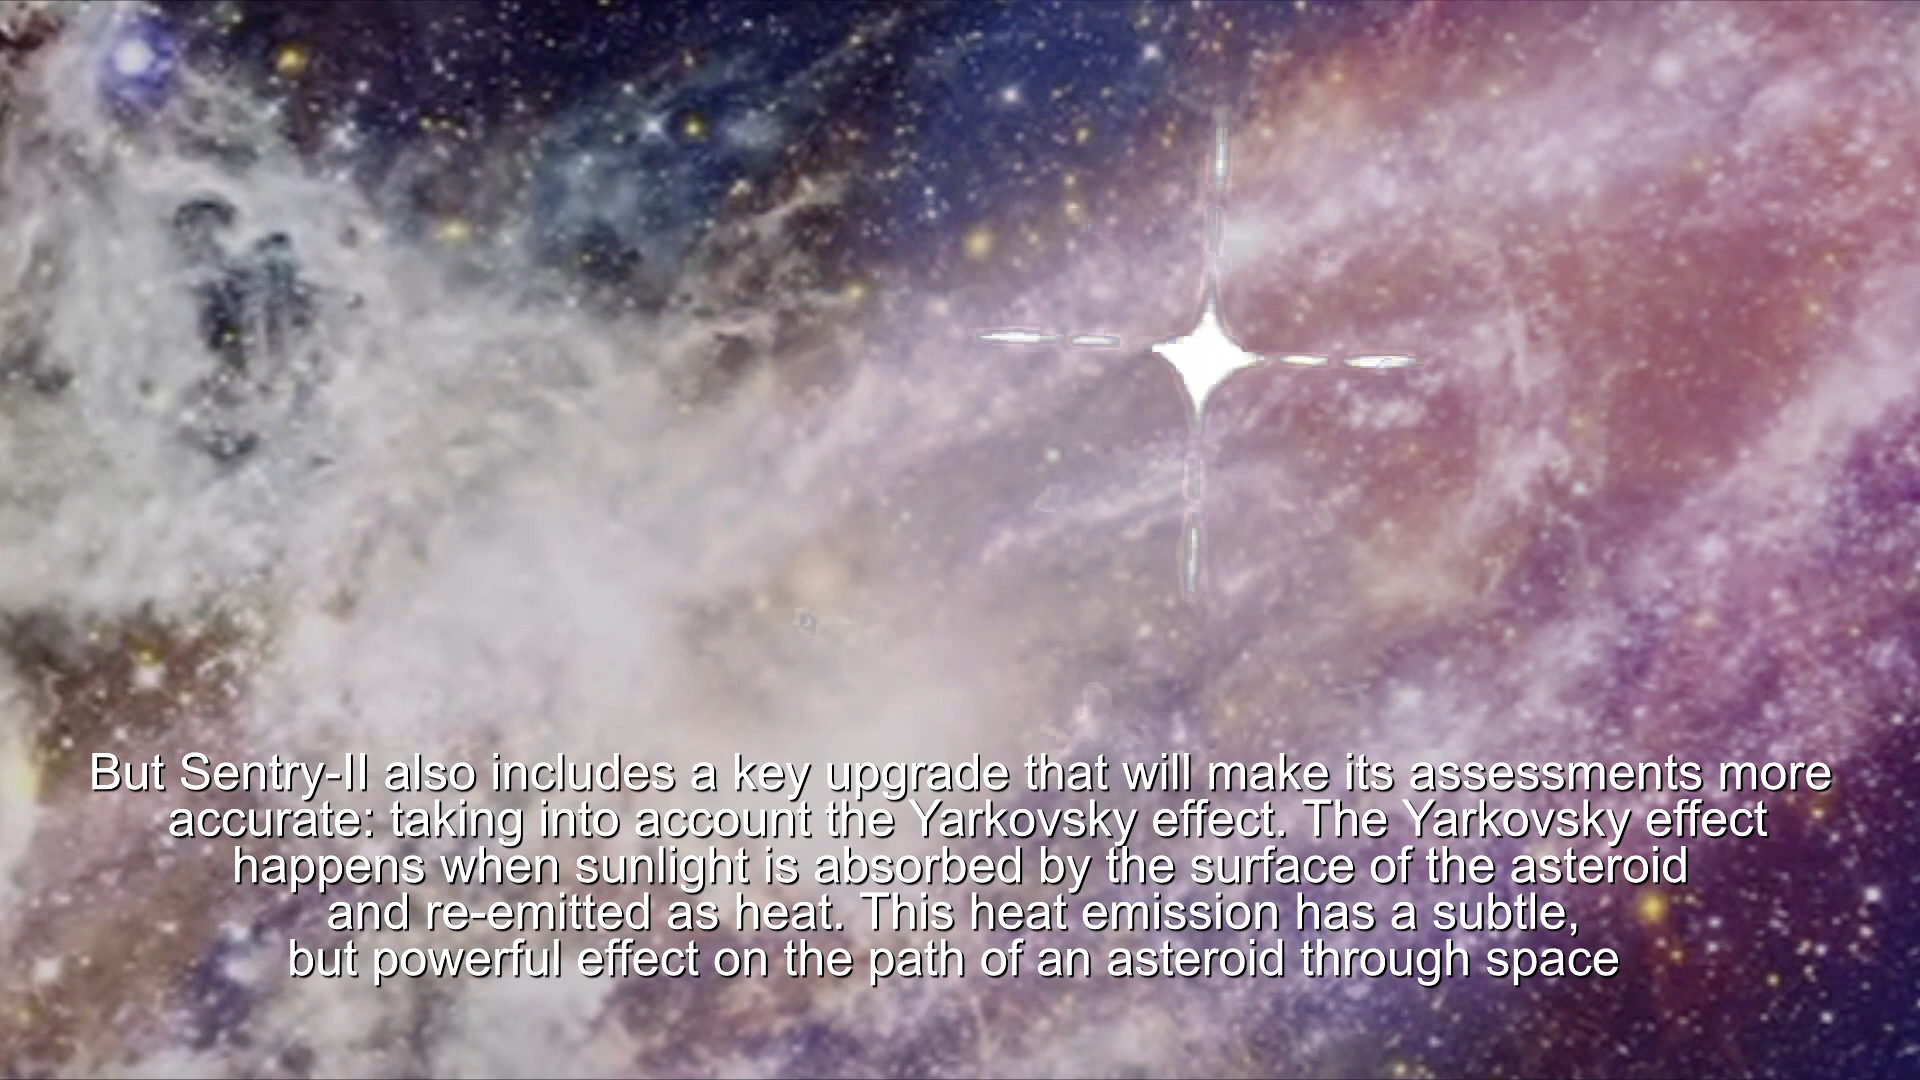 But Sentry-II also includes a key upgrade that will make its assessments more
accurate: taking into account the Yarkovsky effect. The Yarkovsky effect
happens when sunlight is absorbed by the surface of the asteroid
and re-emitted as heat. This heat emission has a subtle,
but powerful effect on the path of an asteroid through space